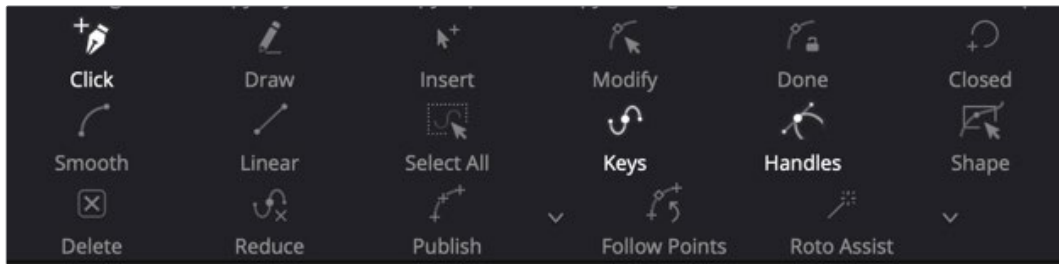 Click Draw Insert Modify Done Closed
Smooth Linear Select All Keys Handles Shape
Delete Reduce Publish Follow Points Roto Assist